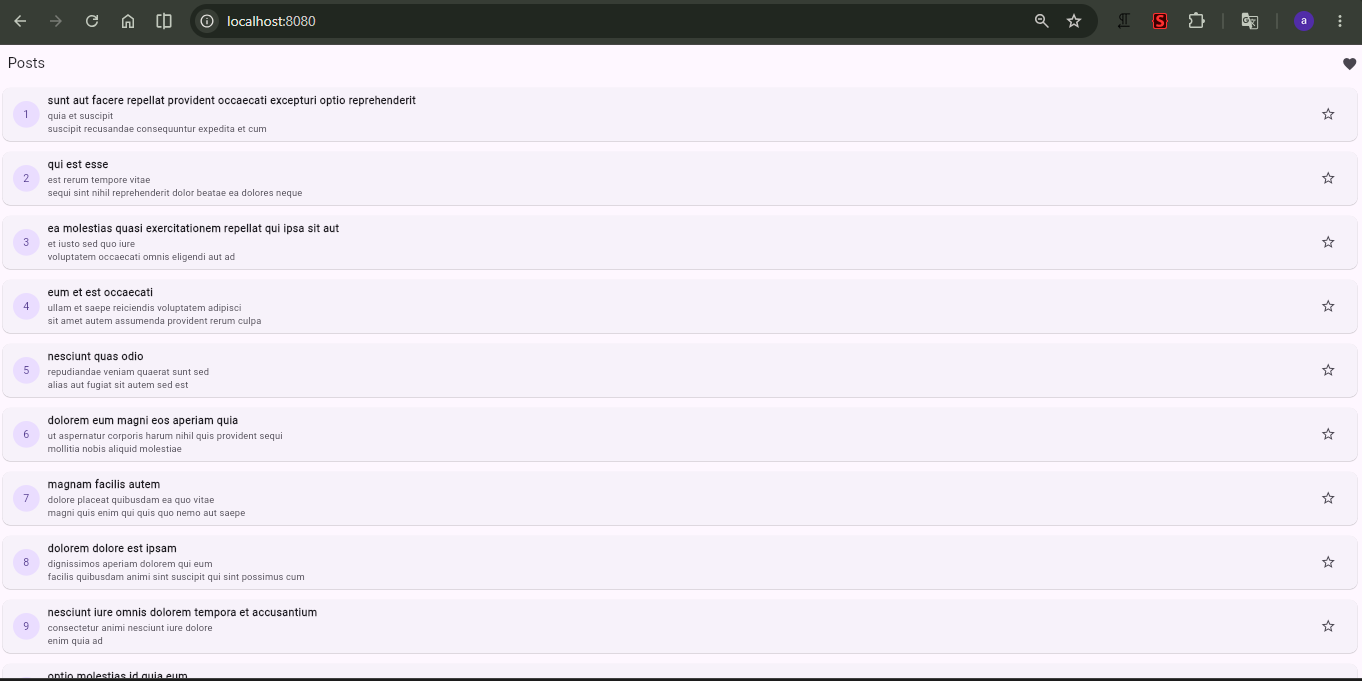 localhost:8080
a
Posts
1
sunt aut facere repellat provident occaecati excepturi optio reprehenderit
quia et suscipit
suscipit recusandae consequuntur expedita et cum
2
qui est esse
est rerum tempore vitae
sequi sint nihil reprehenderit dolor beatae ea dolores neque
3
ea molestias quasi exercitationem repellat qui ipsa sit aut
et iusto sed quo iure
voluptatem occaecati omnis eligendi aut ad
4
eum et est occaecati
ullam et saepe reiciendis voluptatem adipisci
sit amet autem assumenda provident rerum culpa
5
nesciunt quas odio
repudiandae veniam quaerat sunt sed
alias aut fugiat sit autem sed est
6
dolorem eum magni eos aperiam quia
ut aspernatur corporis harum nihil quis provident sequi
mollitia nobis aliquid molestiae
7
magnam facilis autem
dolore placeat quibusdam ea quo vitae
magni quis enim qui quis quo nemo aut saepe
8
dolorem dolore est ipsam
dignissimos aperiam dolorem qui eum
facilis quibusdam animi sint suscipit qui sint possimus cum
9
nesciunt iure omnis dolorem tempora et accusantium
consectetur animi nesciunt iure dolore
enim quia ad
optio molestias id quia eum